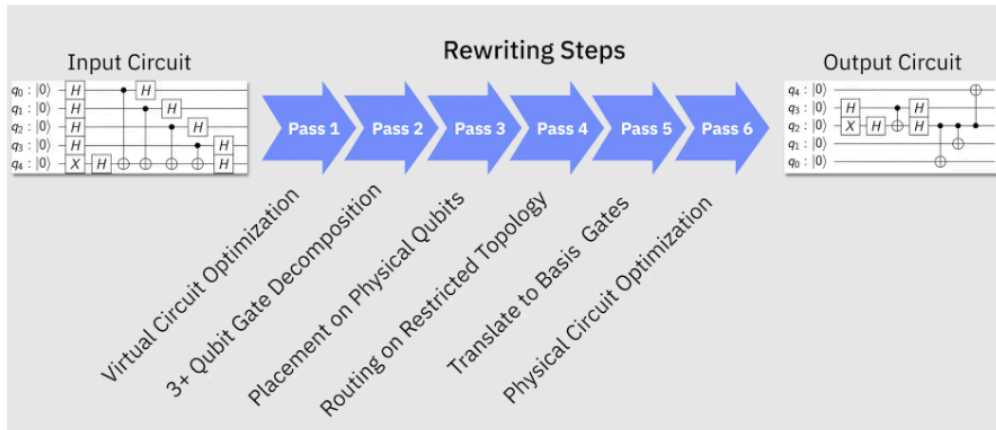 Rewriting Steps
Input Circuit
Output Circuit
q₀ : |0⟩ H H
q₁ : |0⟩ H H
q₂ : |0⟩ H H
q₃ : |0⟩ H H
q₄ : |0⟩ X H H
Pass 1
Pass 2
Pass 3
Pass 4
Pass 5
Pass 6
q₄ : |0⟩
q₃ : |0⟩ H H
q₂ : |0⟩ X H H
q₁ : |0⟩
q₀ : |0⟩
Virtual Circuit Optimization
3+ Qubit Gate Decomposition
Placement on Physical Qubits
Routing on Restricted Topology
Translate to Basis Gates
Physical Circuit Optimization